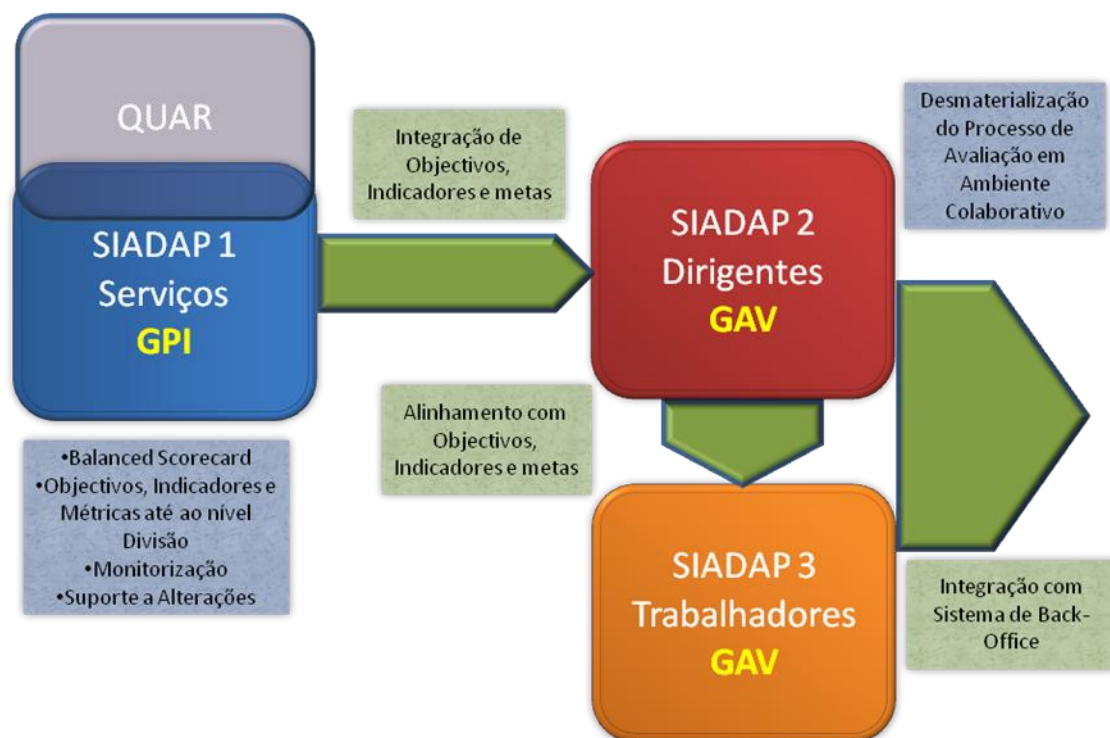 QUAR
SIADAP 1
Serviços
GPI
•Balanced Scorecard
•Objectivos, Indicadores e
Métricas até ao nível
Divisão
•Monitorização
•Suporte a Alterações
Integração de
Objectivos,
Indicadores e metas
SIADAP 2
Dirigentes
GAV
Alinhamento com
Objectivos,
Indicadores e metas
SIADAP 3
Trabalhadores
GAV
Desmaterialização
do Processo de
Avaliação em
Ambiente
Colaborativo
Integração com
Sistema de Back-
Office